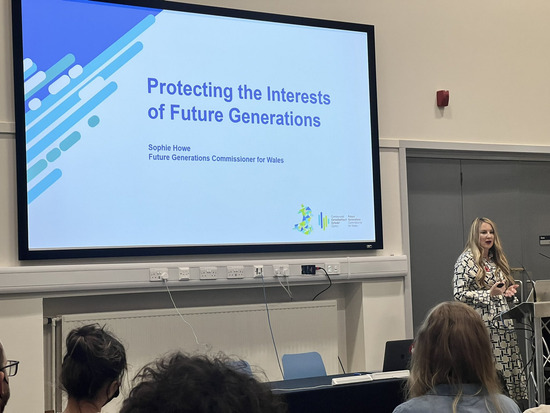 Protecting the Interests
of Future Generations
Sophie Howe
Future Generations Commissioner for Wales